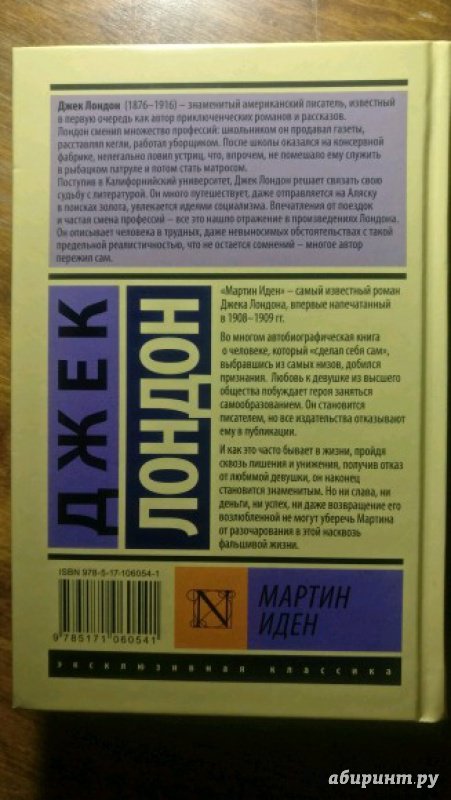 Джек Лондон (1876–1916) – знаменитый американский писатель, известный
в первую очередь как автор приключенческих романов и рассказов.
Лондон сменил множество профессий: школьником он продавал газеты,
расставлял кегли, работал уборщиком. После школы оказался на консервной
фабрике, нелегально ловил устриц, что, впрочем, не помешало ему служить
в рыбацком патруле и потом стать матросом.
Поступив в Калифорнийский университет, Джек Лондон решает связать свою
судьбу с литературой. Он много путешествует, даже отправляется на Аляску
в поисках золота, увлекается идеями социализма. Впечатления от поездок
и частая смена профессий – все это нашло отражение в произведениях Лондона.
Он описывает человека в трудных, даже невыносимых обстоятельствах с такой
предельной реалистичностью, что не остается сомнений – многое автор
пережил сам.
ДЖЕК
ЛОНДОН
«Мартин Иден» – самый известный роман
Джека Лондона, впервые напечатанный
в 1908–1909 гг.
Во многом автобиографическая книга
о человеке, который «сделал себя сам»,
выбравшись из самых низов, добился
признания. Любовь к девушке из высшего
общества побуждает героя заняться
самообразованием. Он становится
писателем, но все издательства отказывают
ему в публикации.
И как это часто бывает в жизни, пройдя
сквозь лишения и унижения, получив отказ
от любимой девушки, он наконец
становится знаменитым. Но ни слава, ни
деньги, ни успех, ни даже возвращение его
возлюбленной не могут уберечь Мартина
от разочарования в этой насквозь
фальшивой жизни.
ISBN 978-5-17-106054-1
9 785171 060541
N
МАРТИН
ИДЕН
эксклюзивная классика
абиринт.ру